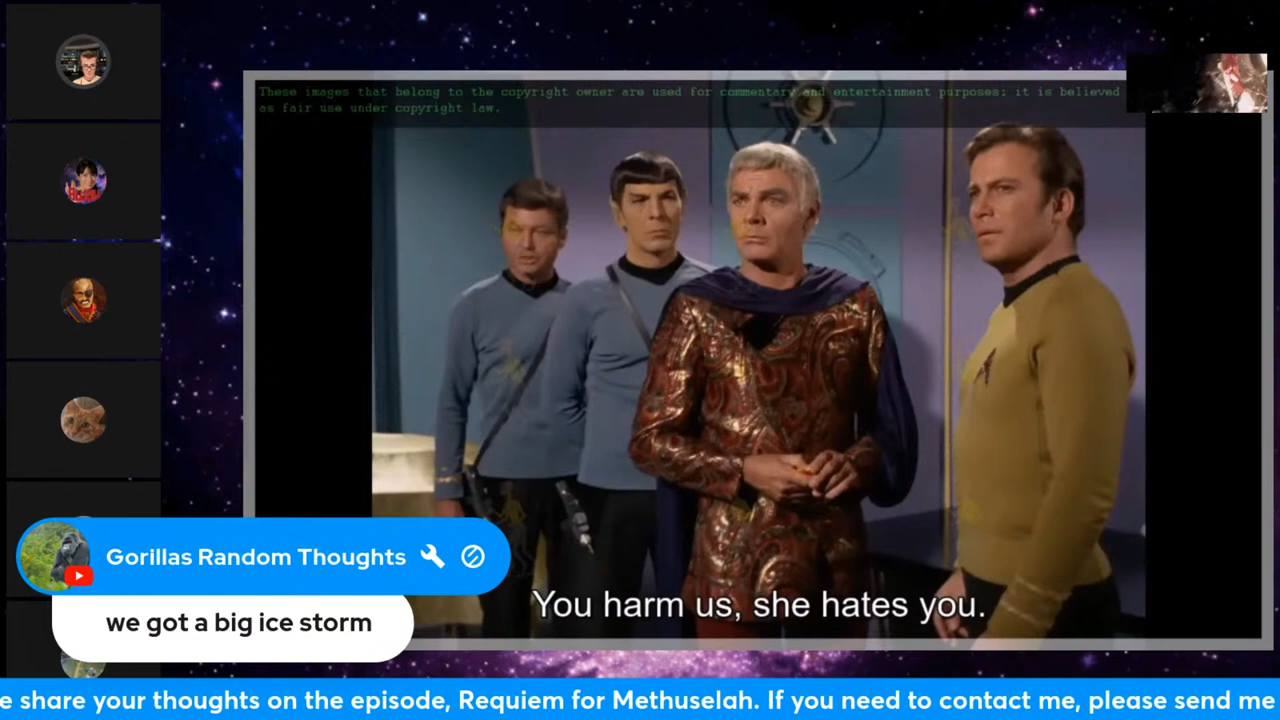 These images that belong to the copyright owner are used for commentary and entertainment purposes; it is believed
as fair use under copyright law.
You harm us, she hates you.
Gorillas Random Thoughts
we got a big ice storm
e share your thoughts on the episode, Requiem for Methuselah. If you need to contact me, please send me